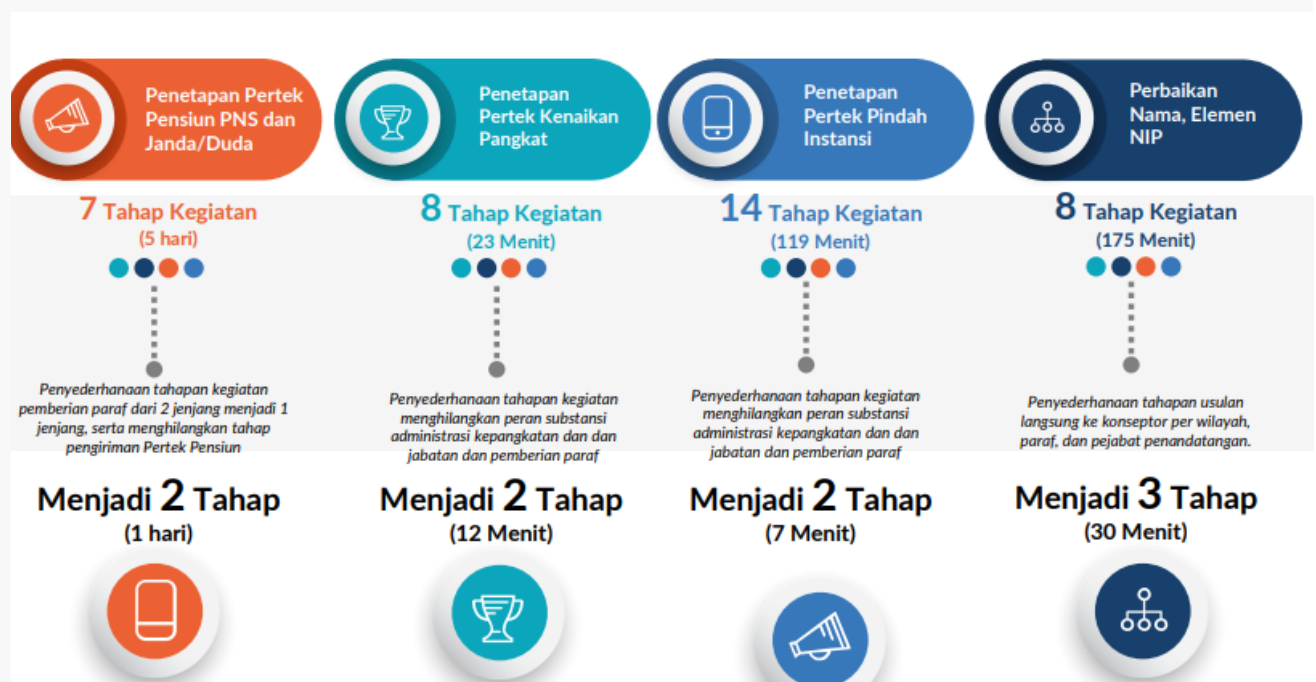 Penetapan Pertek
Pensiun PNS dan
Janda/Duda
7 Tahap Kegiatan
(5 hari)
Penyederhanaan tahapan kegiatan
pemberian paraf dari 2 jenjang menjadi 1
jenjang, serta menghilangkan tahap
pengiriman Pertek Pensiun
Menjadi 2 Tahap
(1 hari)
Penetapan
Pertek Kenaikan
Pangkat
8 Tahap Kegiatan
(23 Menit)
Penyederhanaan tahapan kegiatan
menghilangkan peran substansi
administrasi kepangkatan dan dan
jabatan dan pemberian paraf
Menjadi 2 Tahap
(12 Menit)
Penetapan
Pertek Pindah
Instansi
14 Tahap Kegiatan
(119 Menit)
Penyederhanaan tahapan kegiatan
menghilangkan peran substansi
administrasi kepangkatan dan dan
jabatan dan pemberian paraf
Menjadi 2 Tahap
(7 Menit)
Perbaikan
Nama, Elemen
NIP
8 Tahap Kegiatan
(175 Menit)
Penyederhanaan tahapan usulan
langsung ke konseptor per wilayah,
paraf, dan pejabat penandatangan.
Menjadi 3 Tahap
(30 Menit)